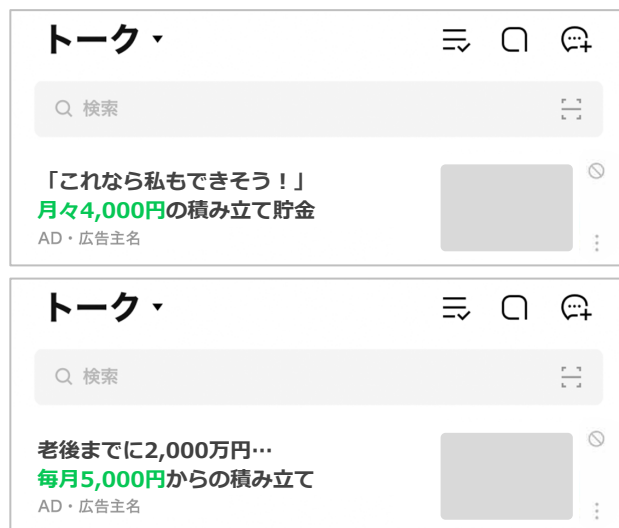 トーク
検索
「これなら私もできそう！」
月々4,000円の積み立て貯金
AD・広告主名
トーク
検索
老後までに2,000万円…
毎月5,000円からの積み立て
AD・広告主名